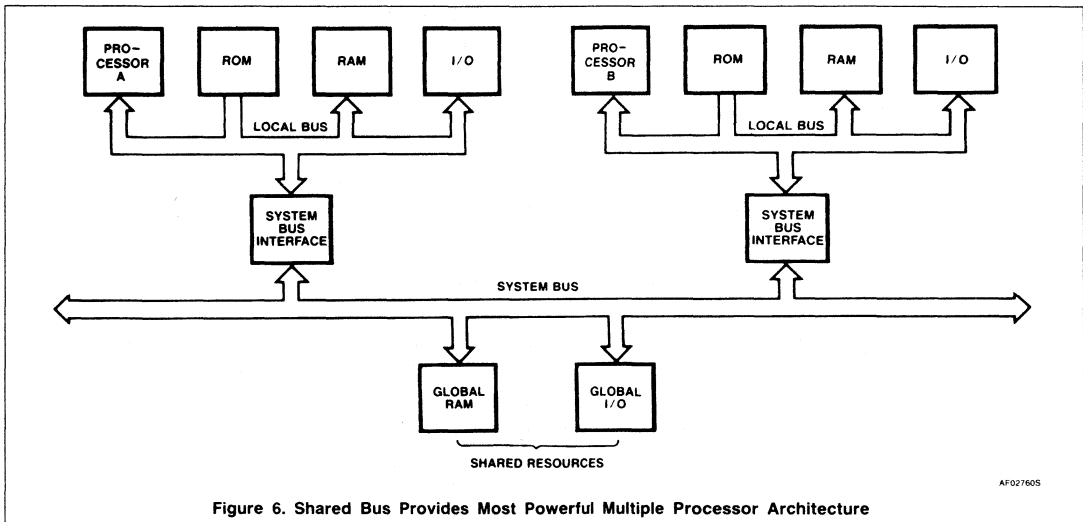 PRO-
CESSOR
A
ROM
RAM
I/O
LOCAL BUS
PRO-
CESSOR
B
ROM
RAM
I/O
LOCAL BUS
SYSTEM
BUS
INTERFACE
SYSTEM
BUS
INTERFACE
SYSTEM BUS
GLOBAL
RAM
GLOBAL
I/O
SHARED RESOURCES
AF02760S
Figure 6. Shared Bus Provides Most Powerful Multiple Processor Architecture